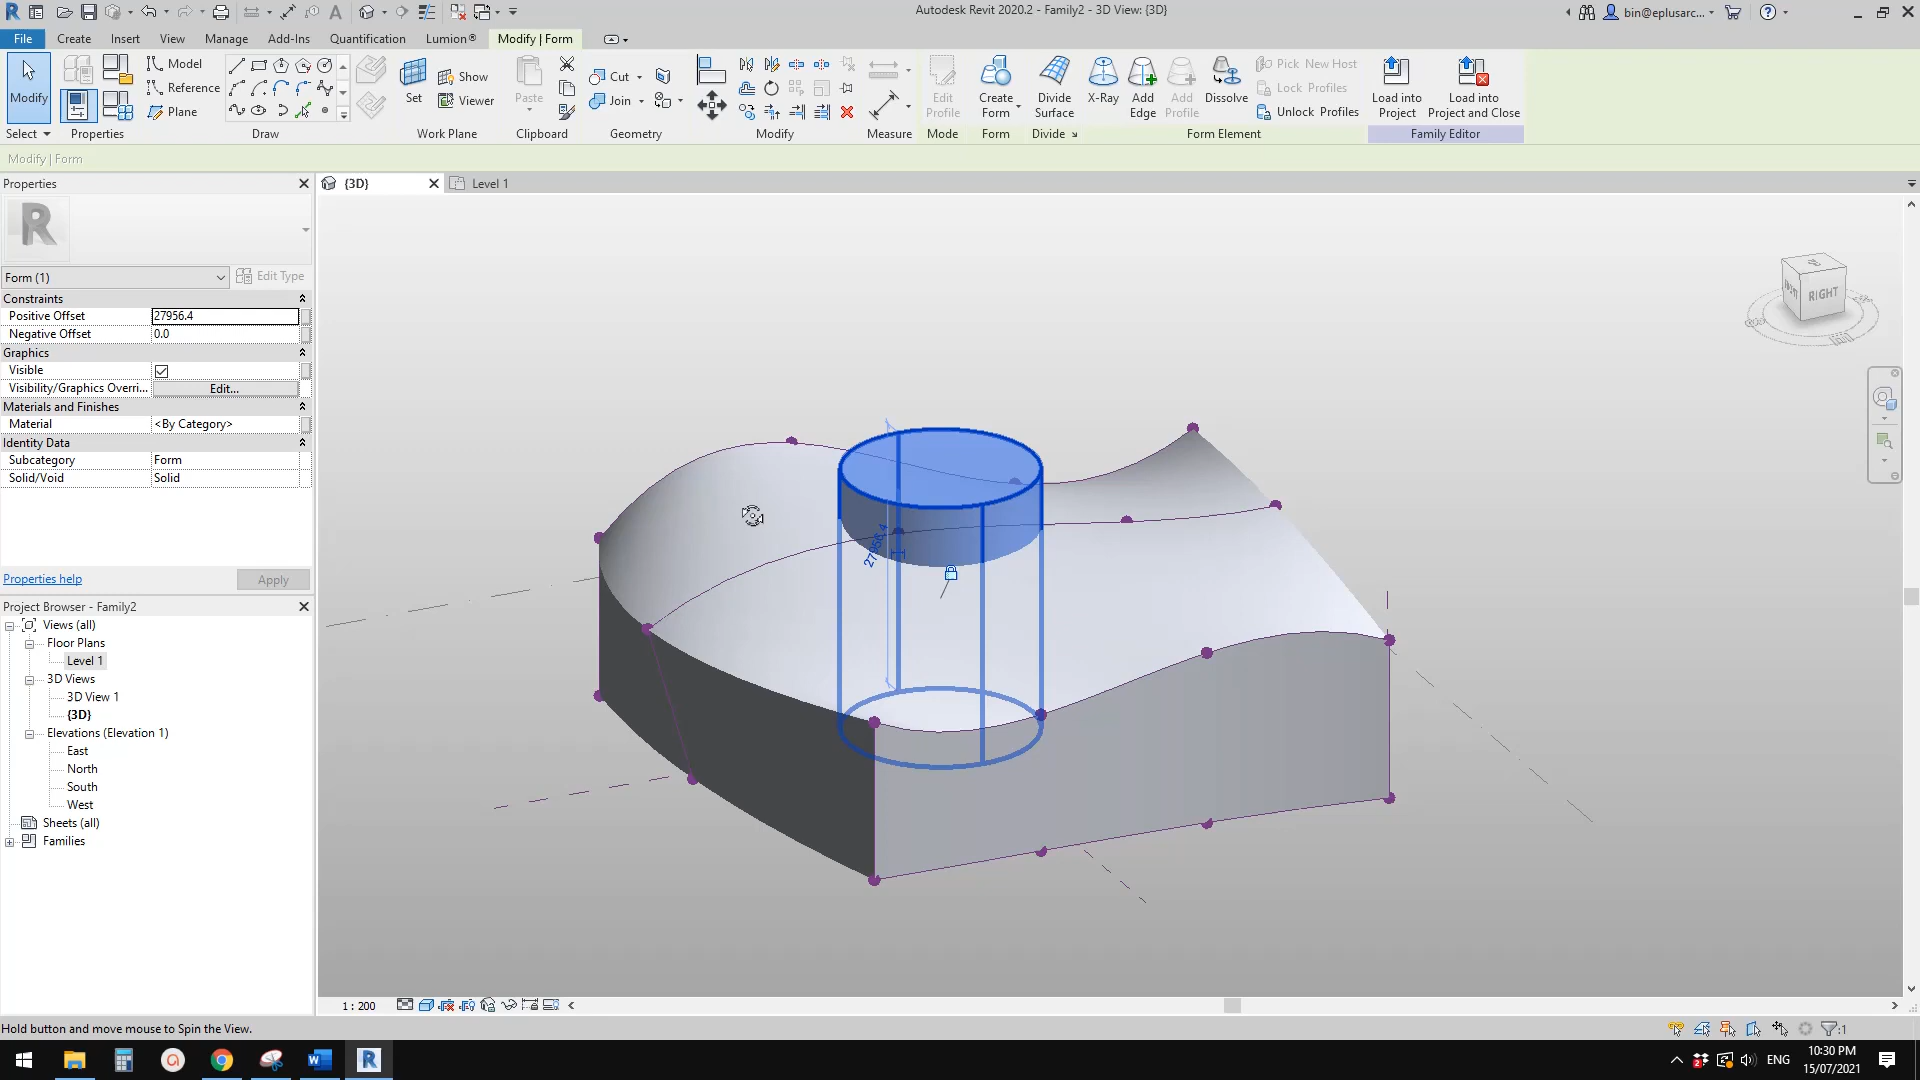 Autodesk Revit 2020.2 - Family2 - 3D View: {3D}
bin@eplusarc...
File Create Insert View Manage Add-Ins Quantification Lumion® Modify | Form
Modify
Select
Properties
Model
Reference
Plane
Draw
Set
Show
Viewer
Work Plane
Paste
Clipboard
Cut
Join
Geometry
Modify
Measure
Edit Profile
Mode
Create Form
Form
Divide Surface
Divide
X-Ray
Add Edge
Add Profile
Dissolve
Pick New Host
Lock Profiles
Unlock Profiles
Form Element
Load into Project
Load into Project and Close
Family Editor
Modify | Form
Properties
{3D}
Level 1
Form (1)
Edit Type
Constraints
Positive Offset 27956.4
Negative Offset 0.0
Graphics
Visible
Visibility/Graphics Overri... Edit...
Materials and Finishes
Material <By Category>
Identity Data
Subcategory Form
Solid/Void Solid
Properties help
Apply
Project Browser - Family2
Views (all)
Floor Plans
Level 1
3D Views
3D View 1
{3D}
Elevations (Elevation 1)
East
North
South
West
Sheets (all)
Families
27956.4
RIGHT
1 : 200
Hold button and move mouse to Spin the View.
:1
ENG
10:30 PM
15/07/2021